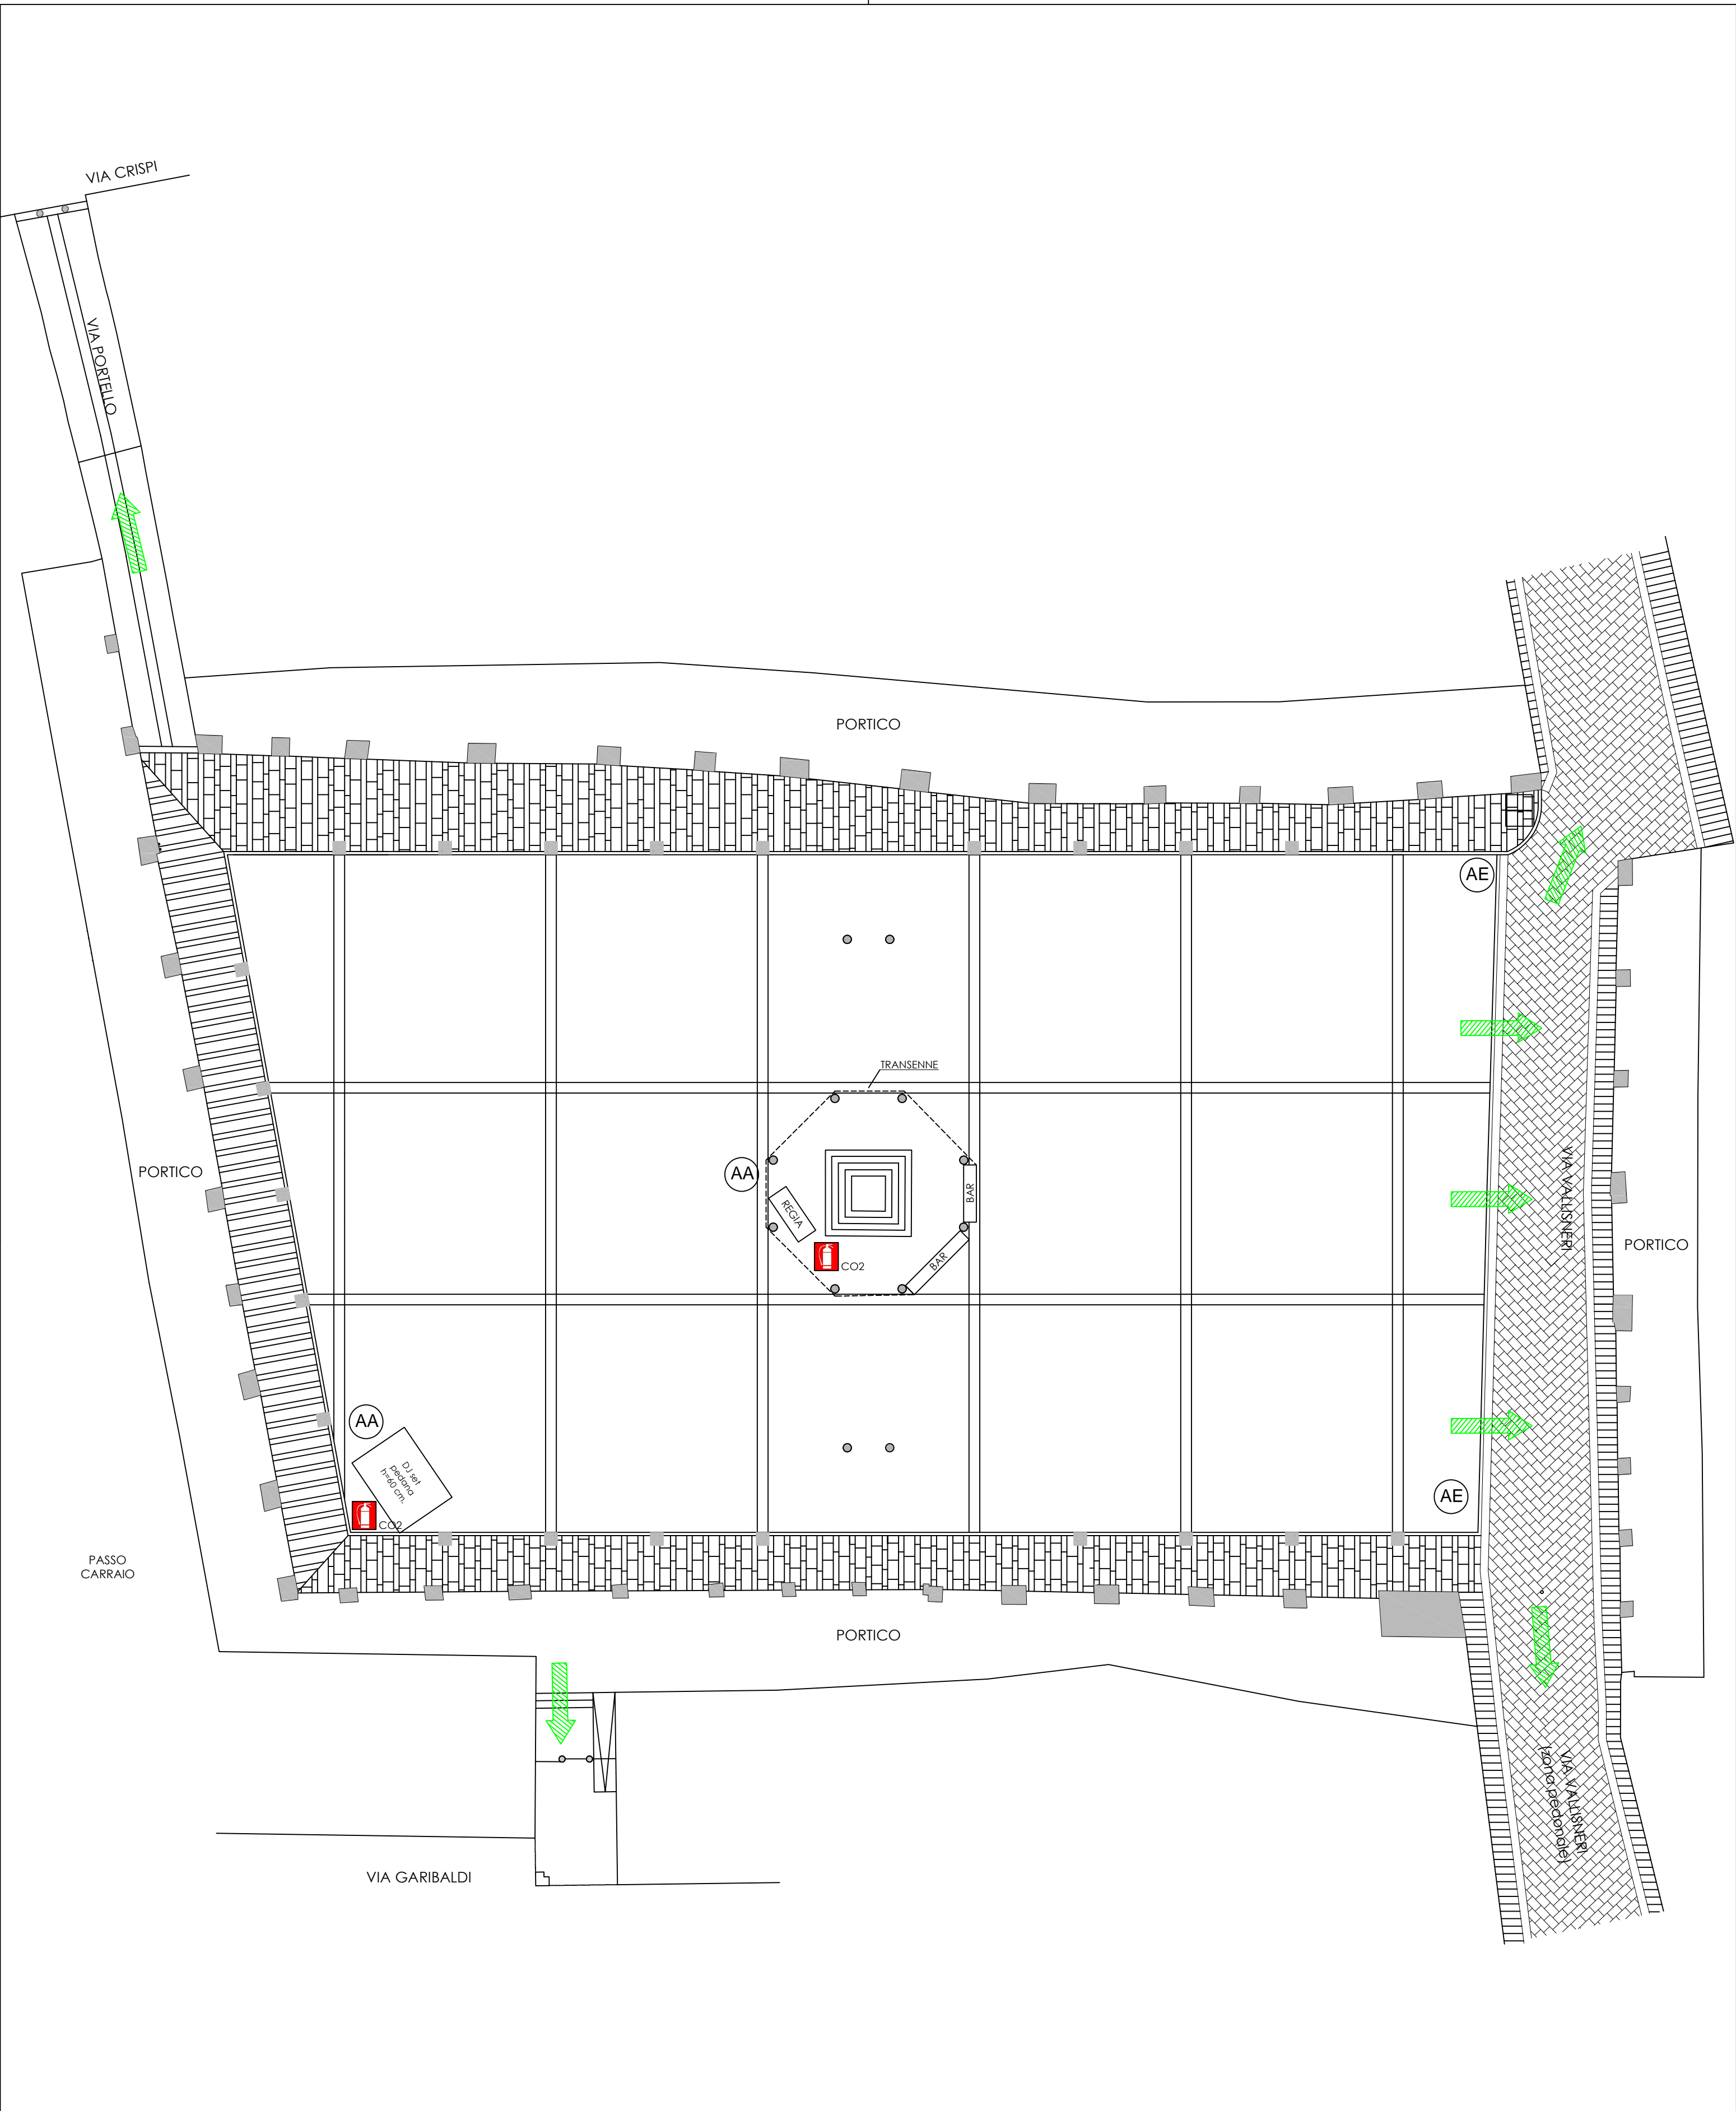 VIA CRISPI
VIA PORTELLO
PORTICO
AE
TRANSENNE
AA
PORTICO
REGIA
BAR
VIA VALLISNERI
PORTICO
BAR
CO2
AA
DJ set
pedana
h=60 cm.
CO2
AE
PASSO
CARRAIO
PORTICO
VIA VALLISNERI
(zona pedonale)
VIA GARIBALDI